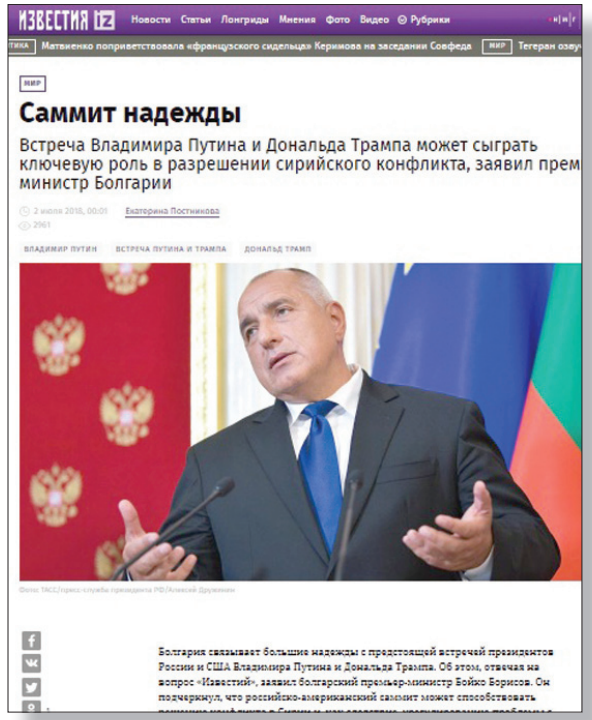 ИЗВЕСТИЯ iz Новости Статьи Лонгриды Мнения Фото Видео Рубрики
ТИКА Матвиенко поприветствовала «французского сидельца» Керимова на заседании Совфеда МИР Тегеран озву
МИР
Саммит надежды
Встреча Владимира Путина и Дональда Трампа может сыграть
ключевую роль в разрешении сирийского конфликта, заявил прем
министр Болгарии
2 июля 2018, 00:01 Екатерина Постникова
2961
ВЛАДИМИР ПУТИН ВСТРЕЧА ПУТИНА И ТРАМПА ДОНАЛЬД ТРАМП
Фото: ТАСС/пресс-служба президента РФ/Алексей Дружинин
Болгария связывает большие надежды с предстоящей встречей президентов
России и США Владимира Путина и Дональда Трампа. Об этом, отвечая на
вопрос «Известий», заявил болгарский премьер-министр Бойко Борисов. Он
подчеркнул, что российско-американский саммит может способствовать